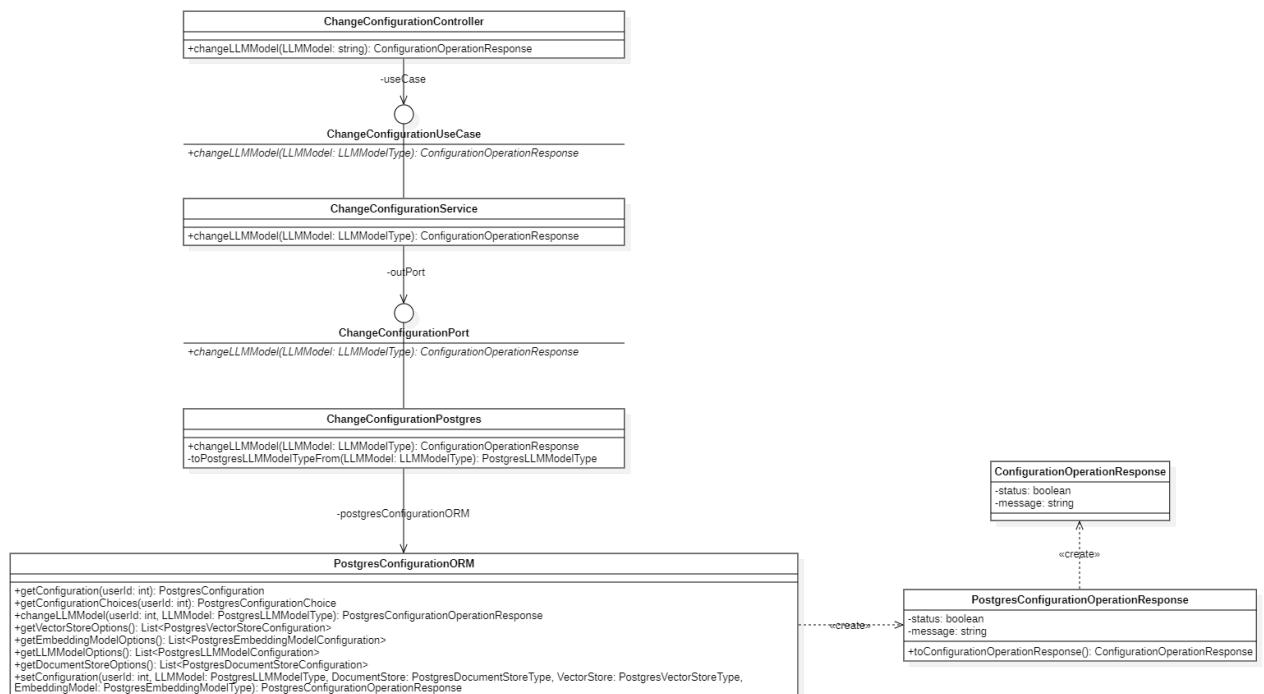 ChangeConfigurationController
+changeLLMModel(LLMModel: string): ConfigurationOperationResponse
-useCase
ChangeConfigurationUseCase
+changeLLMModel(LLMModel: LLMModelType): ConfigurationOperationResponse
ChangeConfigurationService
+changeLLMModel(LLMModel: LLMModelType): ConfigurationOperationResponse
-outPort
ChangeConfigurationPort
+changeLLMModel(LLMModel: LLMModelType): ConfigurationOperationResponse
ChangeConfigurationPostgres
+changeLLMModel(LLMModel: LLMModelType): ConfigurationOperationResponse
-toPostgresLLMModelTypeFrom(LLMModel: LLMModelType): PostgresLLMModelType
-postgresConfigurationORM
PostgresConfigurationORM
+getConfiguration(userId: int): PostgresConfiguration
+getConfigurationChoices(userId: int): PostgresConfigurationChoice
+changeLLMModel(userId: int, LLMModel: PostgresLLMModelType): PostgresConfigurationOperationResponse
+getVectorStoreOptions(): List<PostgresVectorStoreConfiguration>
+getEmbeddingModelOptions(): List<PostgresEmbeddingModelConfiguration>
+getLLMModelOptions(): List<PostgresLLMModelConfiguration>
+getDocumentStoreOptions(): List<PostgresDocumentStoreConfiguration>
+setConfiguration(userId: int, LLMModel: PostgresLLMModelType, DocumentStore: PostgresDocumentStoreType, VectorStore: PostgresVectorStoreType,
EmbeddingModel: PostgresEmbeddingModelType): PostgresConfigurationOperationResponse
«create»
ConfigurationOperationResponse
-status: boolean
-message: string
«create»
PostgresConfigurationOperationResponse
-status: boolean
-message: string
+toConfigurationOperationResponse(): ConfigurationOperationResponse